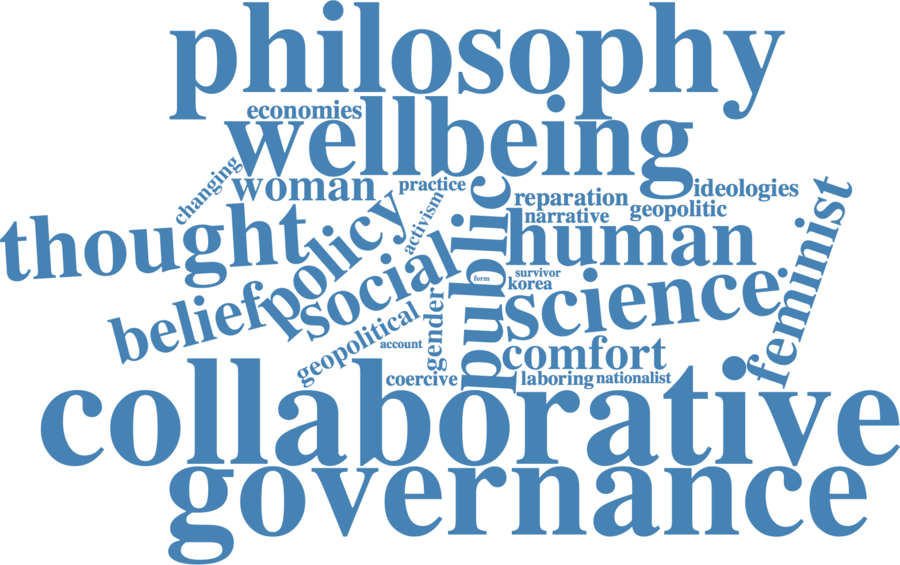 philosophy
economies
wellbeing
changing
woman
practice
ideologies
reparation
narrative
geopolitic
thought
policy
activism
public
human
feminist
belief
social
form
survivor
korea
science
geopolitical
account
gender
comfort
coercive
laboring
nationalist
collaborative
governance